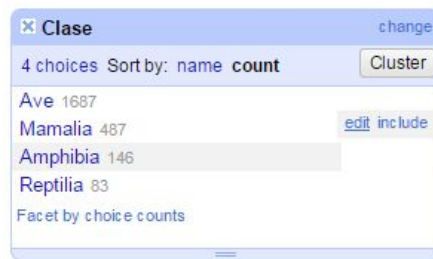 Clase change
4 choices Sort by: name count Cluster
Ave 1687
Mamalia 487 edit include
Amphibia 146
Reptilia 83
Facet by choice counts